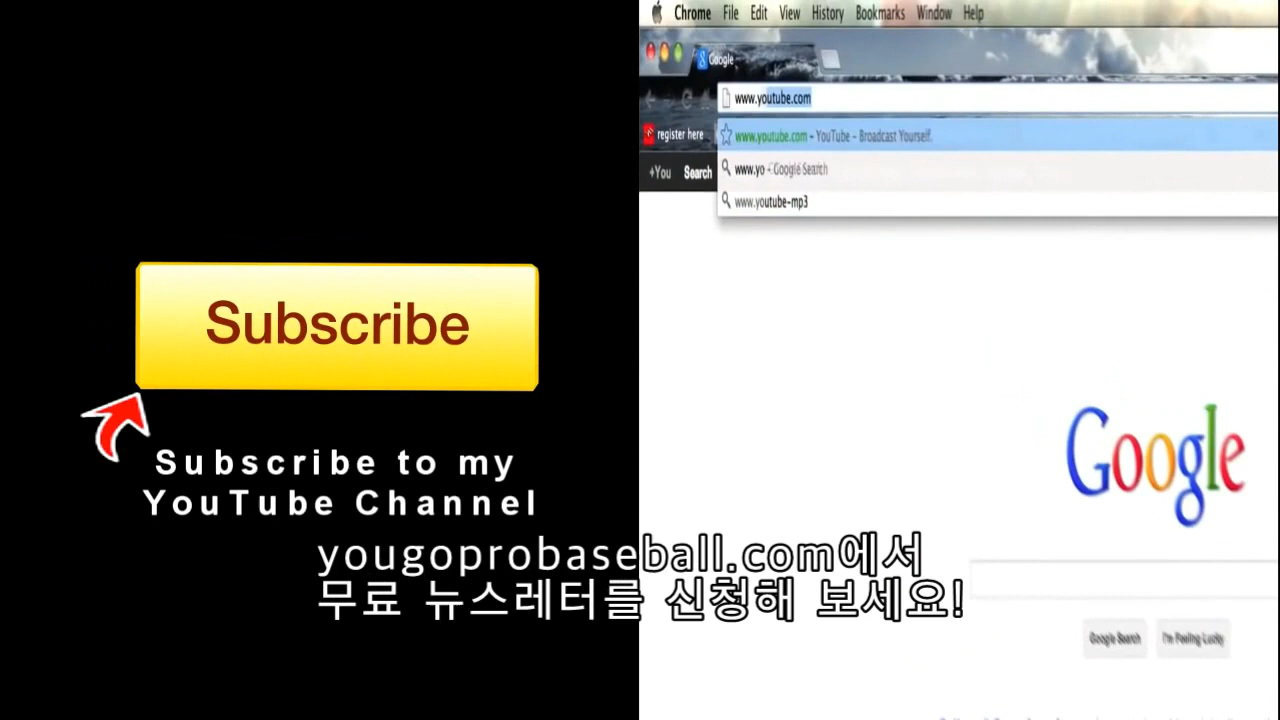 Subscribe
Subscribe to my
YouTube Channel
Chrome File Edit View History Bookmarks Window Help
Google
www.youtube.com
register here
www.youtube.com - YouTube - Broadcast Yourself.
+You Search
www.yo - Google Search
www.youtube-mp3
Google
Google Search I'm Feeling Lucky
yougoprobaseball.com에서
무료 뉴스레터를 신청해 보세요!